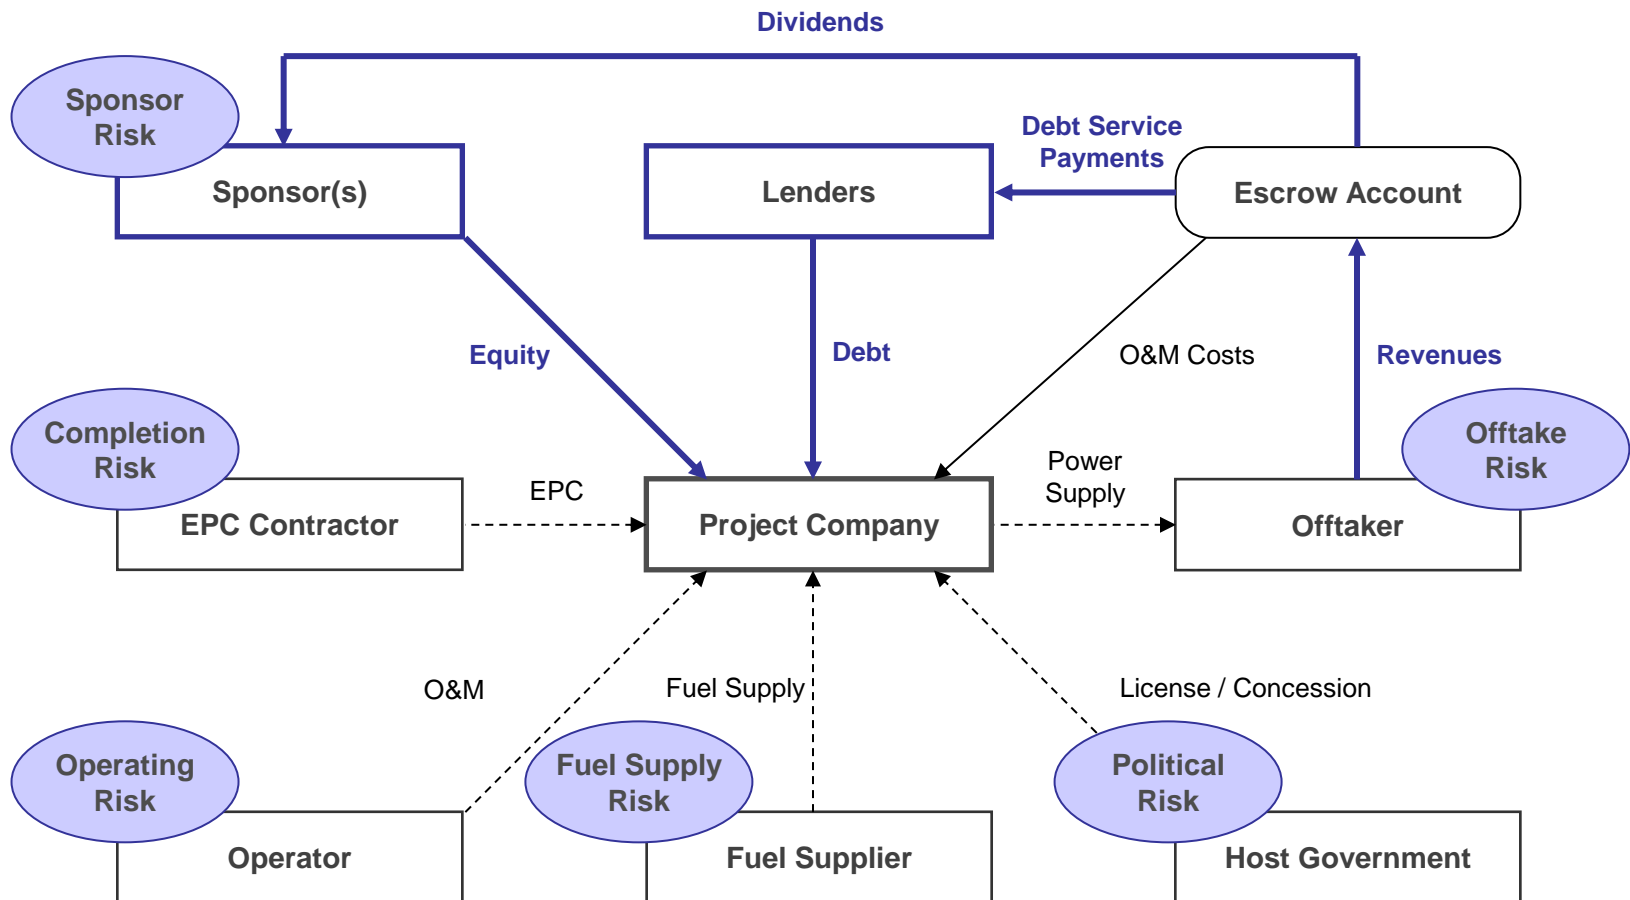 Dividends
Sponsor
Risk
Debt Service
Payments
Sponsor(s)
Lenders
Escrow Account
Equity
Debt
O&M Costs
Revenues
Completion
Risk
Offtake
Risk
EPC
Power
Supply
EPC Contractor
Project Company
Offtaker
O&M
Fuel Supply
License / Concession
Operating
Risk
Fuel Supply
Risk
Political
Risk
Operator
Fuel Supplier
Host Government